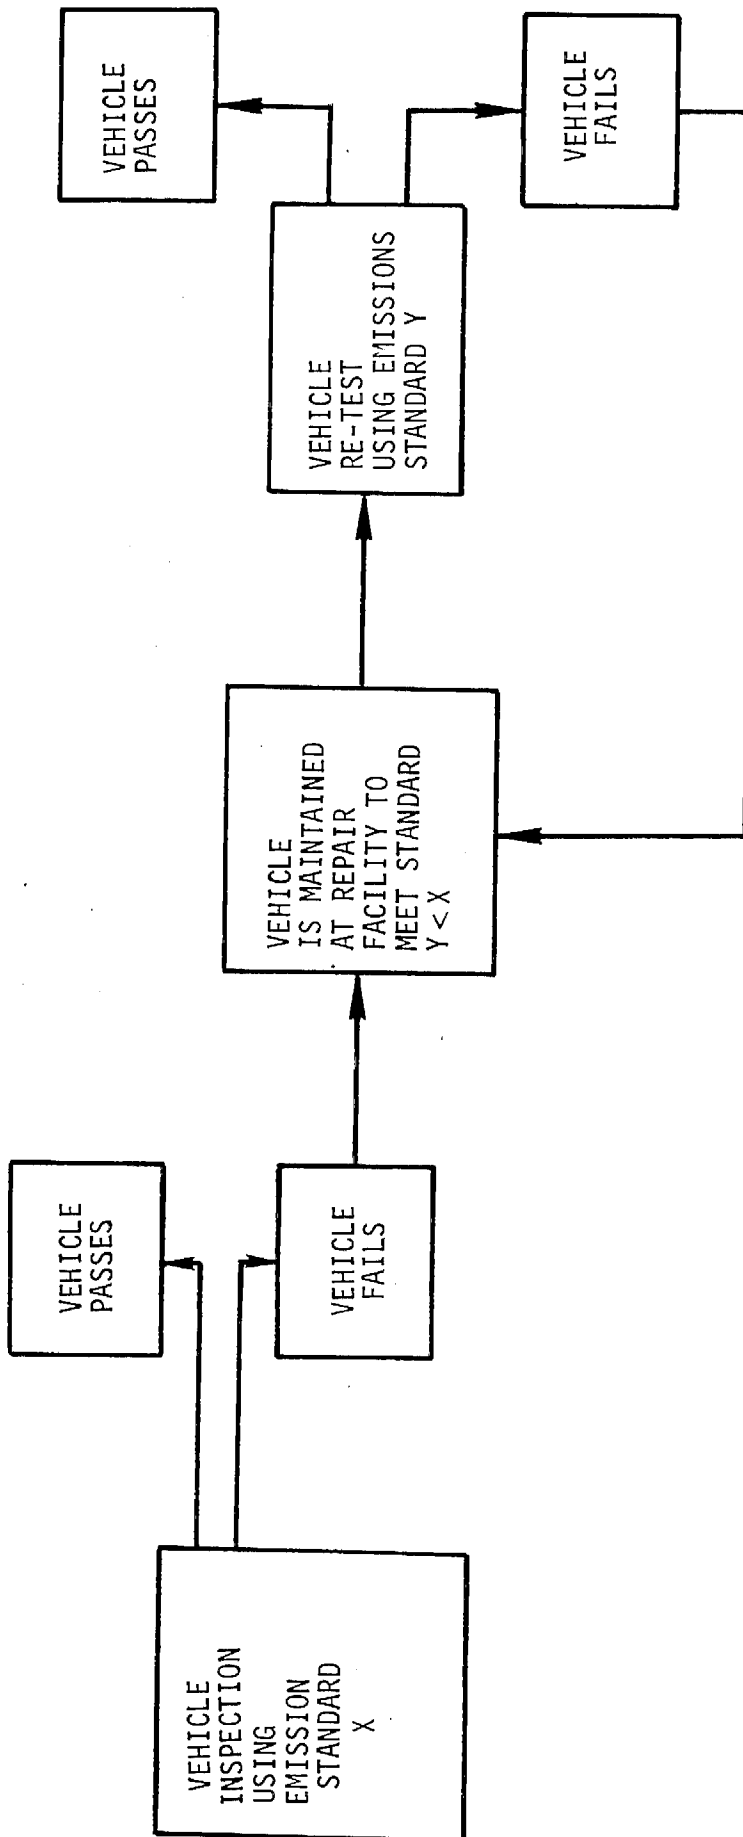 VEHICLE
INSPECTION
USING
EMISSION
STANDARD
X
VEHICLE
PASSES
VEHICLE
FAILS
VEHICLE
IS MAINTAINED
AT REPAIR
FACILITY TO
MEET STANDARD
Y < X
VEHICLE
RE-TEST
USING EMISSIONS
STANDARD Y
VEHICLE
PASSES
VEHICLE
FAILS